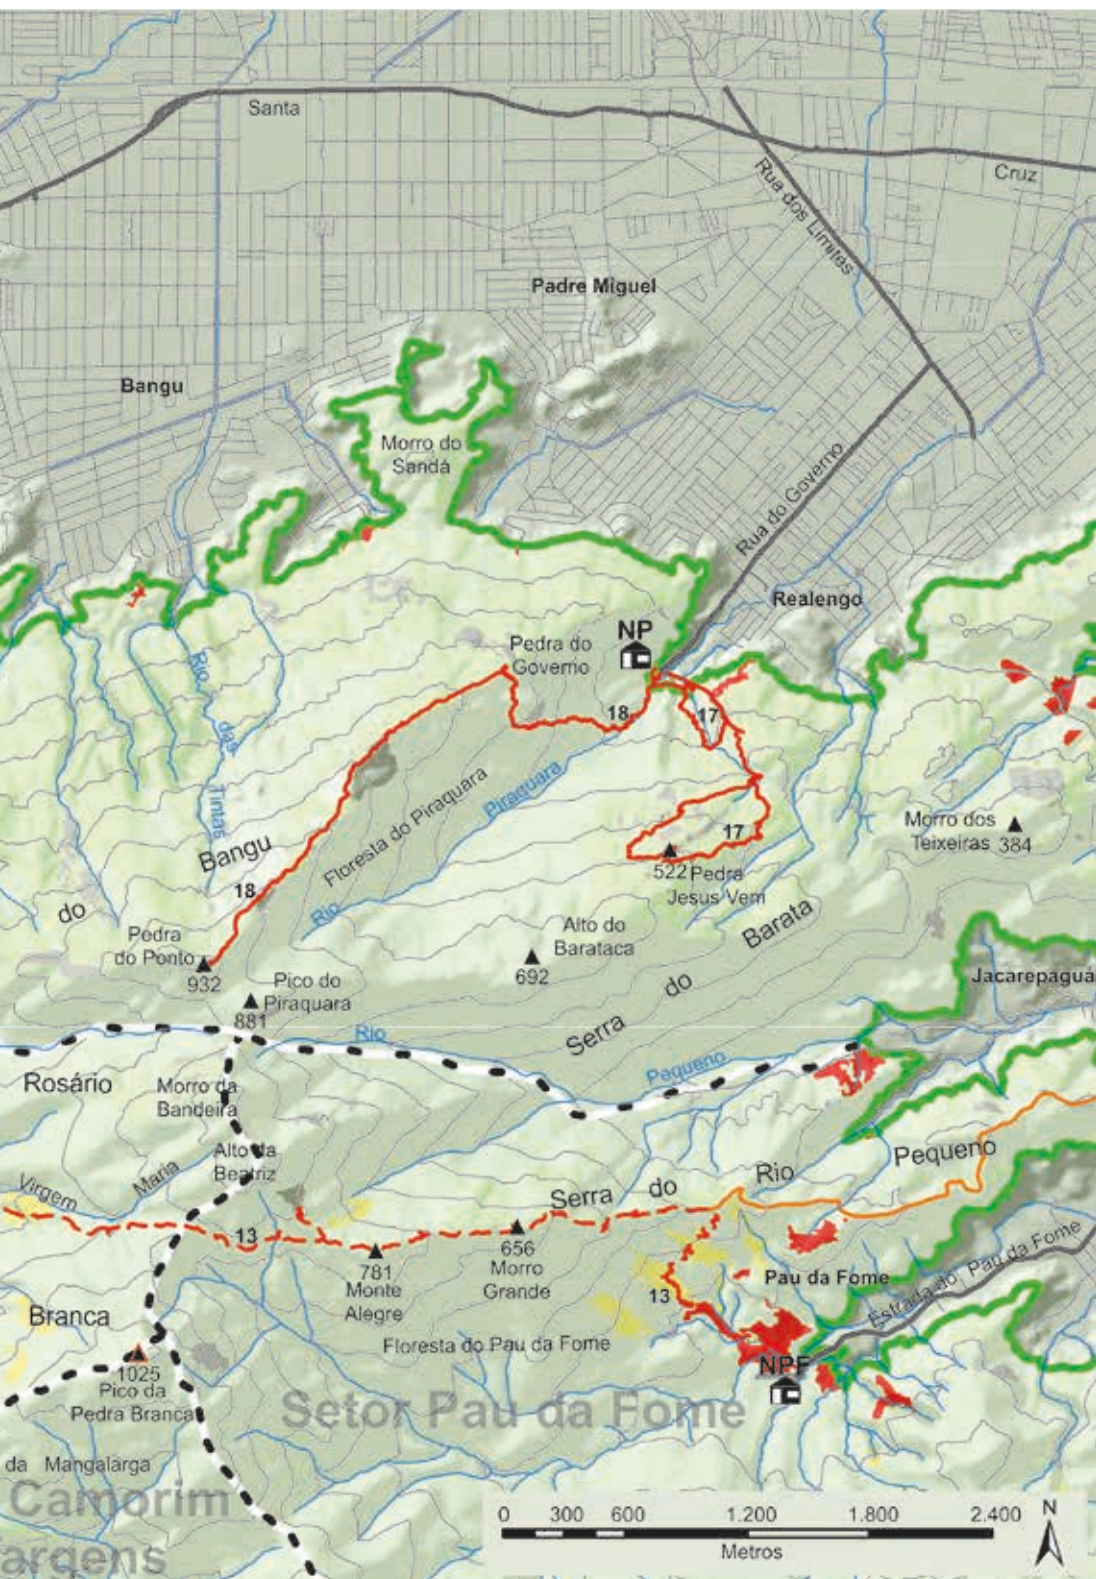 Santa
Cruz
Rua dos Limites
Padre Miguel
Bangu
Morro do
Sandá
Rua do Governo
Realengo
NP
Pedra do
Governo
18
17
Rio das Tintas
Piraquara
Floresta do Piraquara
Morro dos
Teixeiras 384
17
Bangu
522 Pedra
Jesus Vem
18
Rio
do
Barata
Alto do
Barataca
692
Pedra
do Ponto
932
Jacarepaguá
Pico do
Piraquara
881
do
Serra
Rio
Pequeno
Rosário
Morro da
Bandeira
Alto da
Beatriz
Pequeno
Rio
Virgem
Maria
Serra do
13
656
Morro
Grande
781
Monte
Alegre
Pau da Fome
Estrada do Pau da Fome
13
Branca
Floresta do Pau da Fome
NPF
1025
Pico da
Pedra Branca
Setor Pau da Fome
da Mangalarga
Camorim
argens
0 300 600 1.200 1.800 2.400
Metros
N